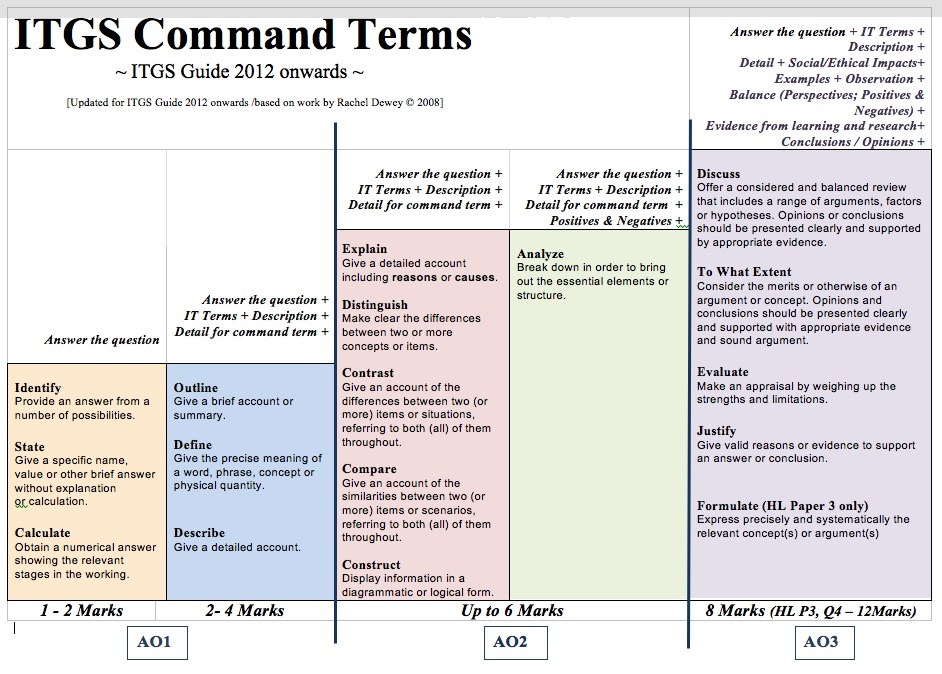 ITGS Command Terms
~ ITGS Guide 2012 onwards ~
[Updated for ITGS Guide 2012 onwards /based on work by Rachel Dewey © 2008]
Answer the question
Identify
Provide an answer from a
number of possibilities.
State
Give a specific name,
value or other brief answer
without explanation
or calculation.
Calculate
Obtain a numerical answer
showing the relevant
stages in the working.
1 - 2 Marks
Answer the question +
IT Terms + Description +
Detail for command term +
Outline
Give a brief account or
summary.
Define
Give the precise meaning of
a word, phrase, concept or
physical quantity.
Describe
Give a detailed account.
2- 4 Marks
AO1
Answer the question +
IT Terms + Description +
Detail for command term +
Explain
Give a detailed account
including reasons or causes.
Distinguish
Make clear the differences
between two or more
concepts or items.
Contrast
Give an account of the
differences between two (or
more) items or situations,
referring to both (all) of them
throughout.
Compare
Give an account of the
similarities between two (or
more) items or scenarios,
referring to both (all) of them
throughout.
Construct
Display information in a
diagrammatic or logical form.
Answer the question +
IT Terms + Description +
Detail for command term +
Positives & Negatives +
Analyze
Break down in order to bring
out the essential elements or
structure.
Up to 6 Marks
AO2
Answer the question + IT Terms +
Description +
Detail + Social/Ethical Impacts+
Examples + Observation +
Balance (Perspectives; Positives &
Negatives) +
Evidence from learning and research+
Conclusions / Opinions +
Discuss
Offer a considered and balanced review
that includes a range of arguments, factors
or hypotheses. Opinions or conclusions
should be presented clearly and supported
by appropriate evidence.
To What Extent
Consider the merits or otherwise of an
argument or concept. Opinions and
conclusions should be presented clearly
and supported with appropriate evidence
and sound argument.
Evaluate
Make an appraisal by weighing up the
strengths and limitations.
Justify
Give valid reasons or evidence to support
an answer or conclusion.
Formulate (HL Paper 3 only)
Express precisely and systematically the
relevant concept(s) or argument(s)
8 Marks (HL P3, Q4 – 12Marks)
AO3